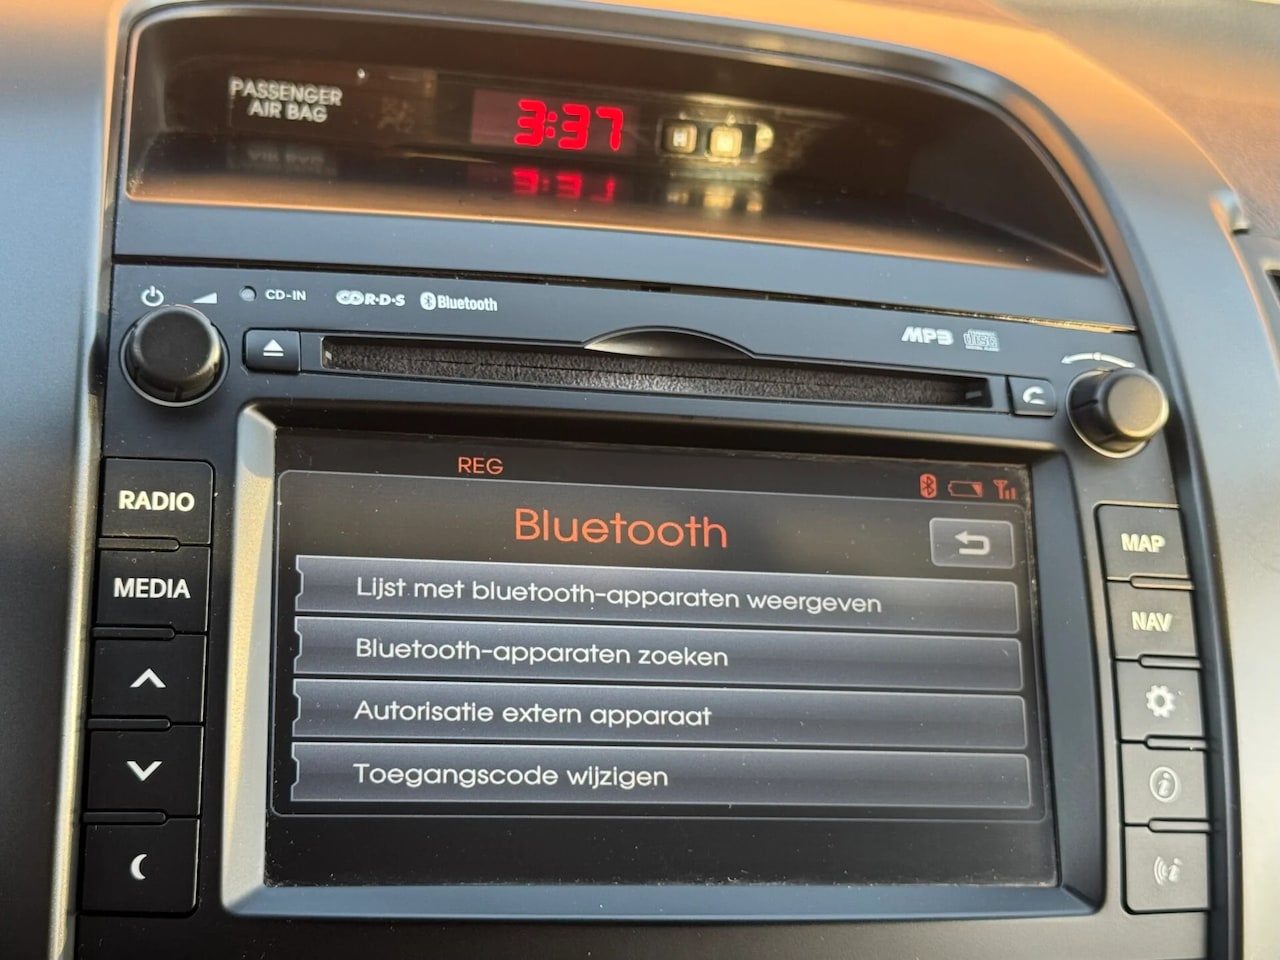 PASSENGER
AIR BAG
3:37
H
M
CD-IN
R·D·S
Bluetooth
MP3
REG
Bluetooth
Lijst met bluetooth-apparaten weergeven
Bluetooth-apparaten zoeken
Autorisatie extern apparaat
Toegangscode wijzigen
RADIO
MEDIA
MAP
NAV